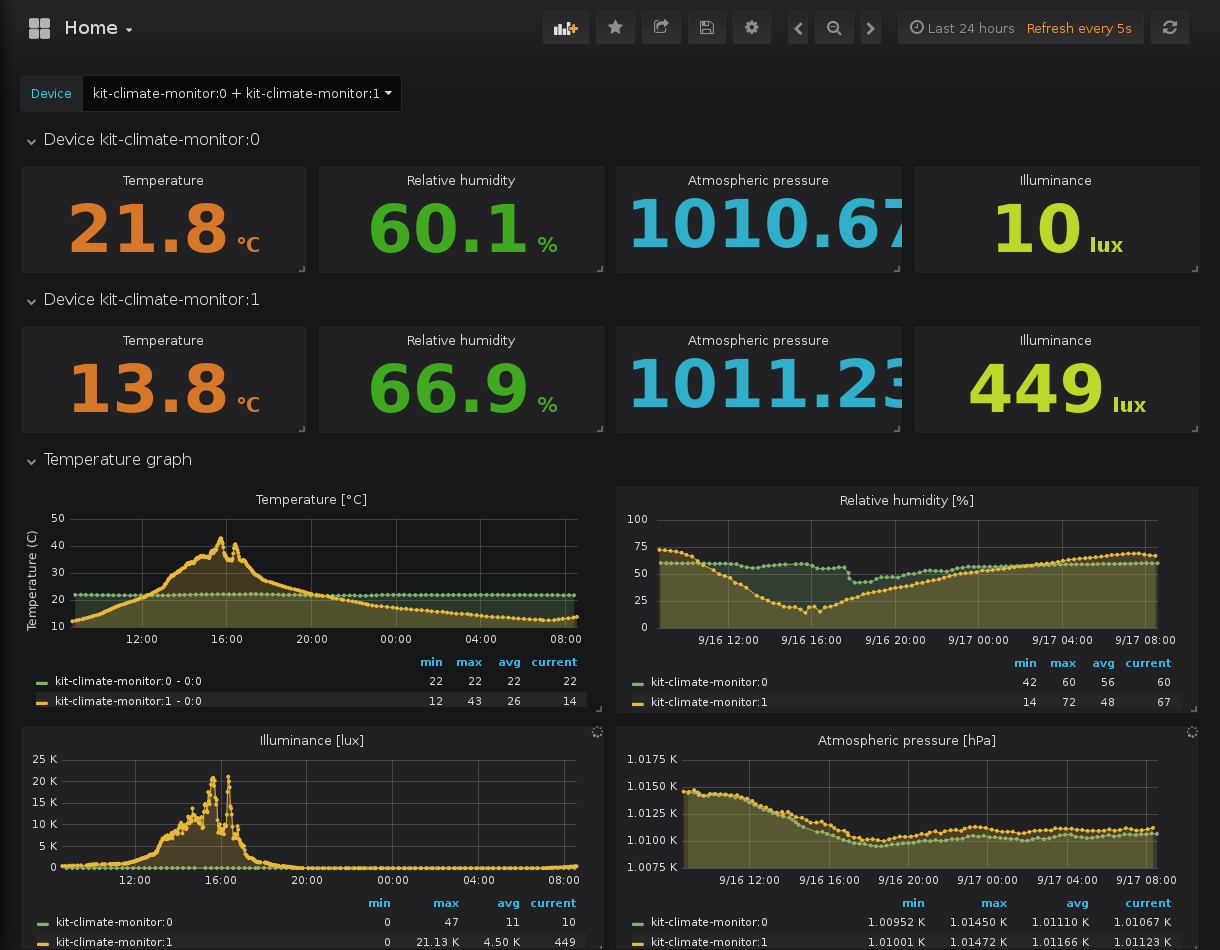 Home
Last 24 hours Refresh every 5s
Device kit-climate-monitor:0 + kit-climate-monitor:1
Device kit-climate-monitor:0
Temperature Relative humidity Atmospheric pressure Illuminance
21.8 °C 60.1 % 1010.67 10 lux
Device kit-climate-monitor:1
Temperature Relative humidity Atmospheric pressure Illuminance
13.8 °C 66.9 % 1011.23 449 lux
Temperature graph
Temperature [°C]
Temperature (C)
50
40
30
20
10
12:00 16:00 20:00 00:00 04:00 08:00
min max avg current
kit-climate-monitor:0 - 0:0 22 22 22 22
kit-climate-monitor:1 - 0:0 12 43 26 14
Relative humidity [%]
100
75
50
25
0
9/16 12:00 9/16 16:00 9/16 20:00 9/17 00:00 9/17 04:00 9/17 08:00
min max avg current
kit-climate-monitor:0 42 60 56 60
kit-climate-monitor:1 14 72 48 67
Illuminance [lux]
25 K
20 K
15 K
10 K
5 K
0
12:00 16:00 20:00 00:00 04:00 08:00
min max avg current
kit-climate-monitor:0 0 47 11 10
kit-climate-monitor:1 0 21.13 K 4.50 K 449
Atmospheric pressure [hPa]
1.0175 K
1.0150 K
1.0125 K
1.0100 K
1.0075 K
9/16 12:00 9/16 16:00 9/16 20:00 9/17 00:00 9/17 04:00 9/17 08:00
min max avg current
kit-climate-monitor:0 1.00952 K 1.01450 K 1.01110 K 1.01067 K
kit-climate-monitor:1 1.01001 K 1.01472 K 1.01166 K 1.01123 K